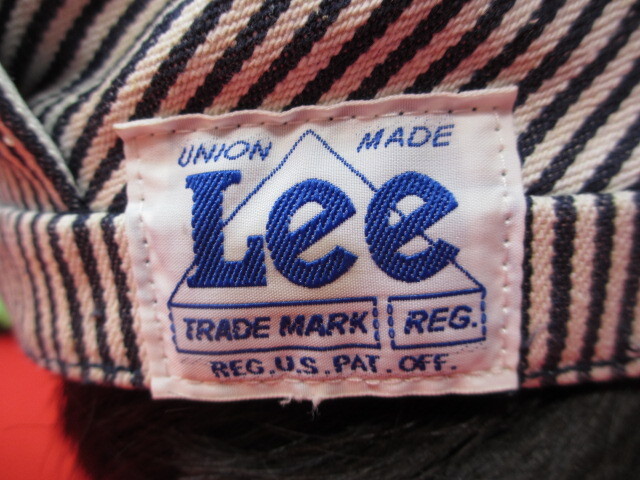 UNION MADE
Lee
TRADE MARK REG.
REG.U.S.PAT.OFF.